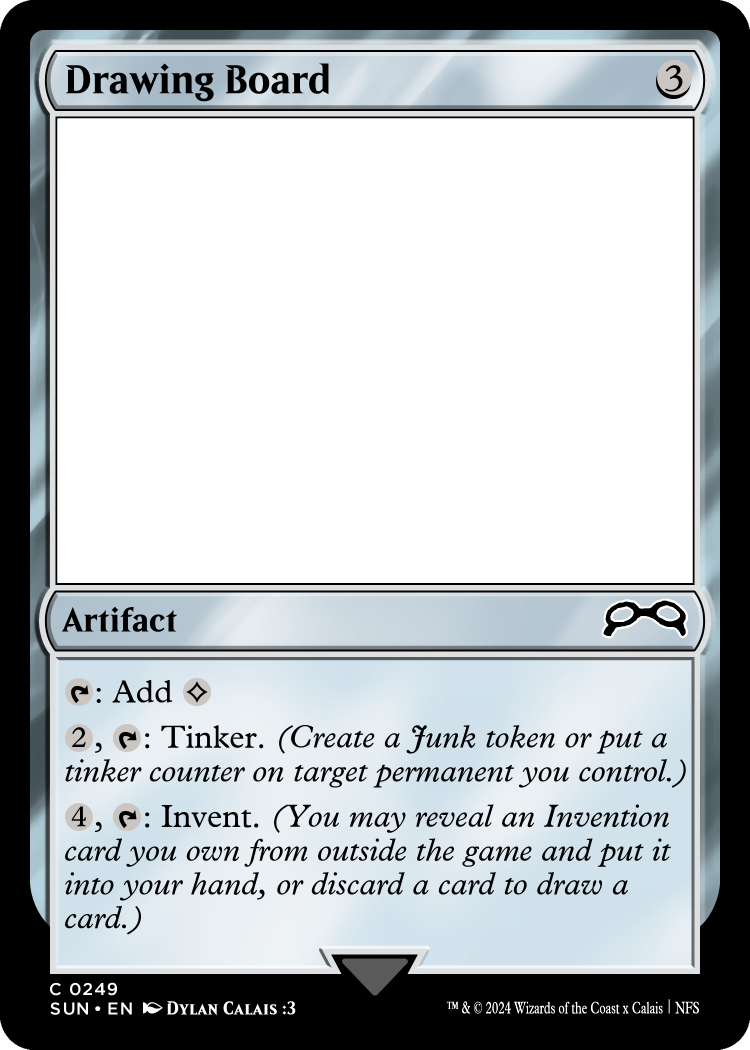 Drawing Board 3
Artifact
: Add
2, : Tinker. (Create a Junk token or put a
tinker counter on target permanent you control.)
4, : Invent. (You may reveal an Invention
card you own from outside the game and put it
into your hand, or discard a card to draw a
card.)
C 0249
SUN • EN Dylan Calais :3
™ & © 2024 Wizards of the Coast x Calais | NFS